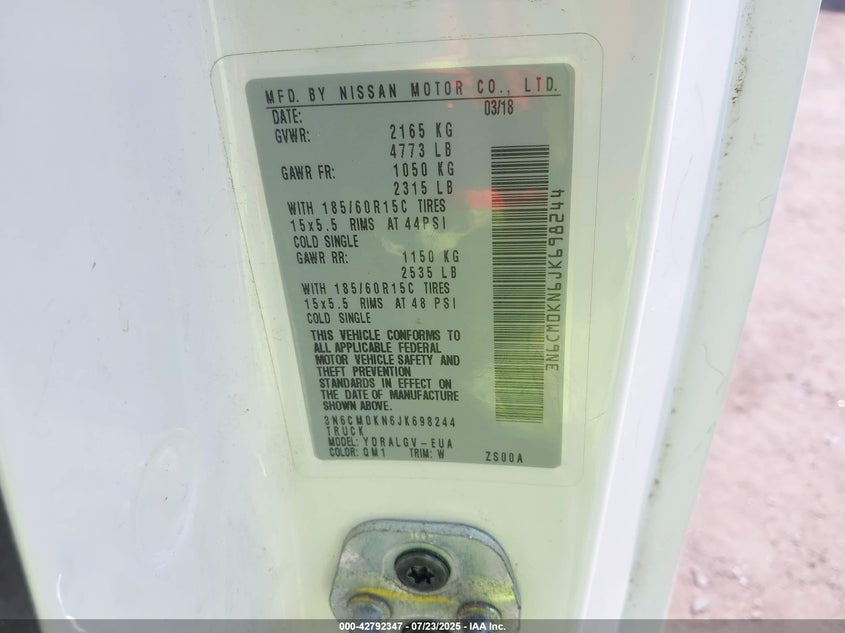 MFD. BY NISSAN MOTOR CO., LTD.
DATE: 03/18
GVWR: 2165 KG
4773 LB
GAWR FR: 1050 KG
2315 LB
WITH 185/60R15C TIRES
15x5.5 RIMS AT 44PSI
COLD SINGLE
GAWR RR: 1150 KG
2535 LB
WITH 185/60R15C TIRES
15x5.5 RIMS AT 48 PSI
COLD SINGLE
THIS VEHICLE CONFORMS TO
ALL APPLICABLE FEDERAL
MOTOR VEHICLE SAFETY AND
THEFT PREVENTION
STANDARDS IN EFFECT ON
THE DATE OF MANUFACTURE
SHOWN ABOVE.
3N6CM0KN6JK698244
TRUCK
MODEL: YDRALGV-EUA
COLOR: QM1 TRIM: W ZS00A
3N6CM0KN6JK698244
000-42792347 - 07/23/2025 - IAA Inc.